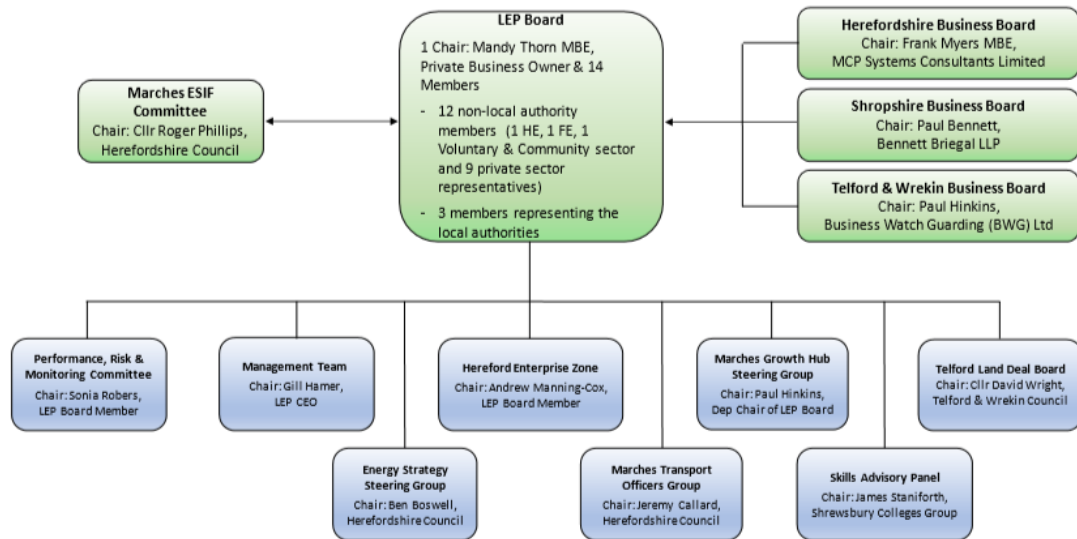 LEP Board
1 Chair: Mandy Thorn MBE,
Private Business Owner & 14
Members
- 12 non-local authority
members (1 HE, 1 FE, 1
Voluntary & Community sector
and 9 private sector
representatives)
- 3 members representing the
local authorities
Marches ESIF
Committee
Chair: Cllr Roger Phillips,
Herefordshire Council
Herefordshire Business Board
Chair: Frank Myers MBE,
MCP Systems Consultants Limited
Shropshire Business Board
Chair: Paul Bennett,
Bennett Briegal LLP
Telford & Wrekin Business Board
Chair: Paul Hinkins,
Business Watch Guarding (BWG) Ltd
Performance, Risk &
Monitoring Committee
Chair: Sonia Robers,
LEP Board Member
Management Team
Chair: Gill Hamer,
LEP CEO
Hereford Enterprise Zone
Chair: Andrew Manning-Cox,
LEP Board Member
Marches Growth Hub
Steering Group
Chair: Paul Hinkins,
Dep Chair of LEP Board
Telford Land Deal Board
Chair: Cllr David Wright,
Telford & Wrekin Council
Energy Strategy
Steering Group
Chair: Ben Boswell,
Herefordshire Council
Marches Transport
Officers Group
Chair: Jeremy Callard,
Herefordshire Council
Skills Advisory Panel
Chair: James Staniforth,
Shrewsbury Colleges Group